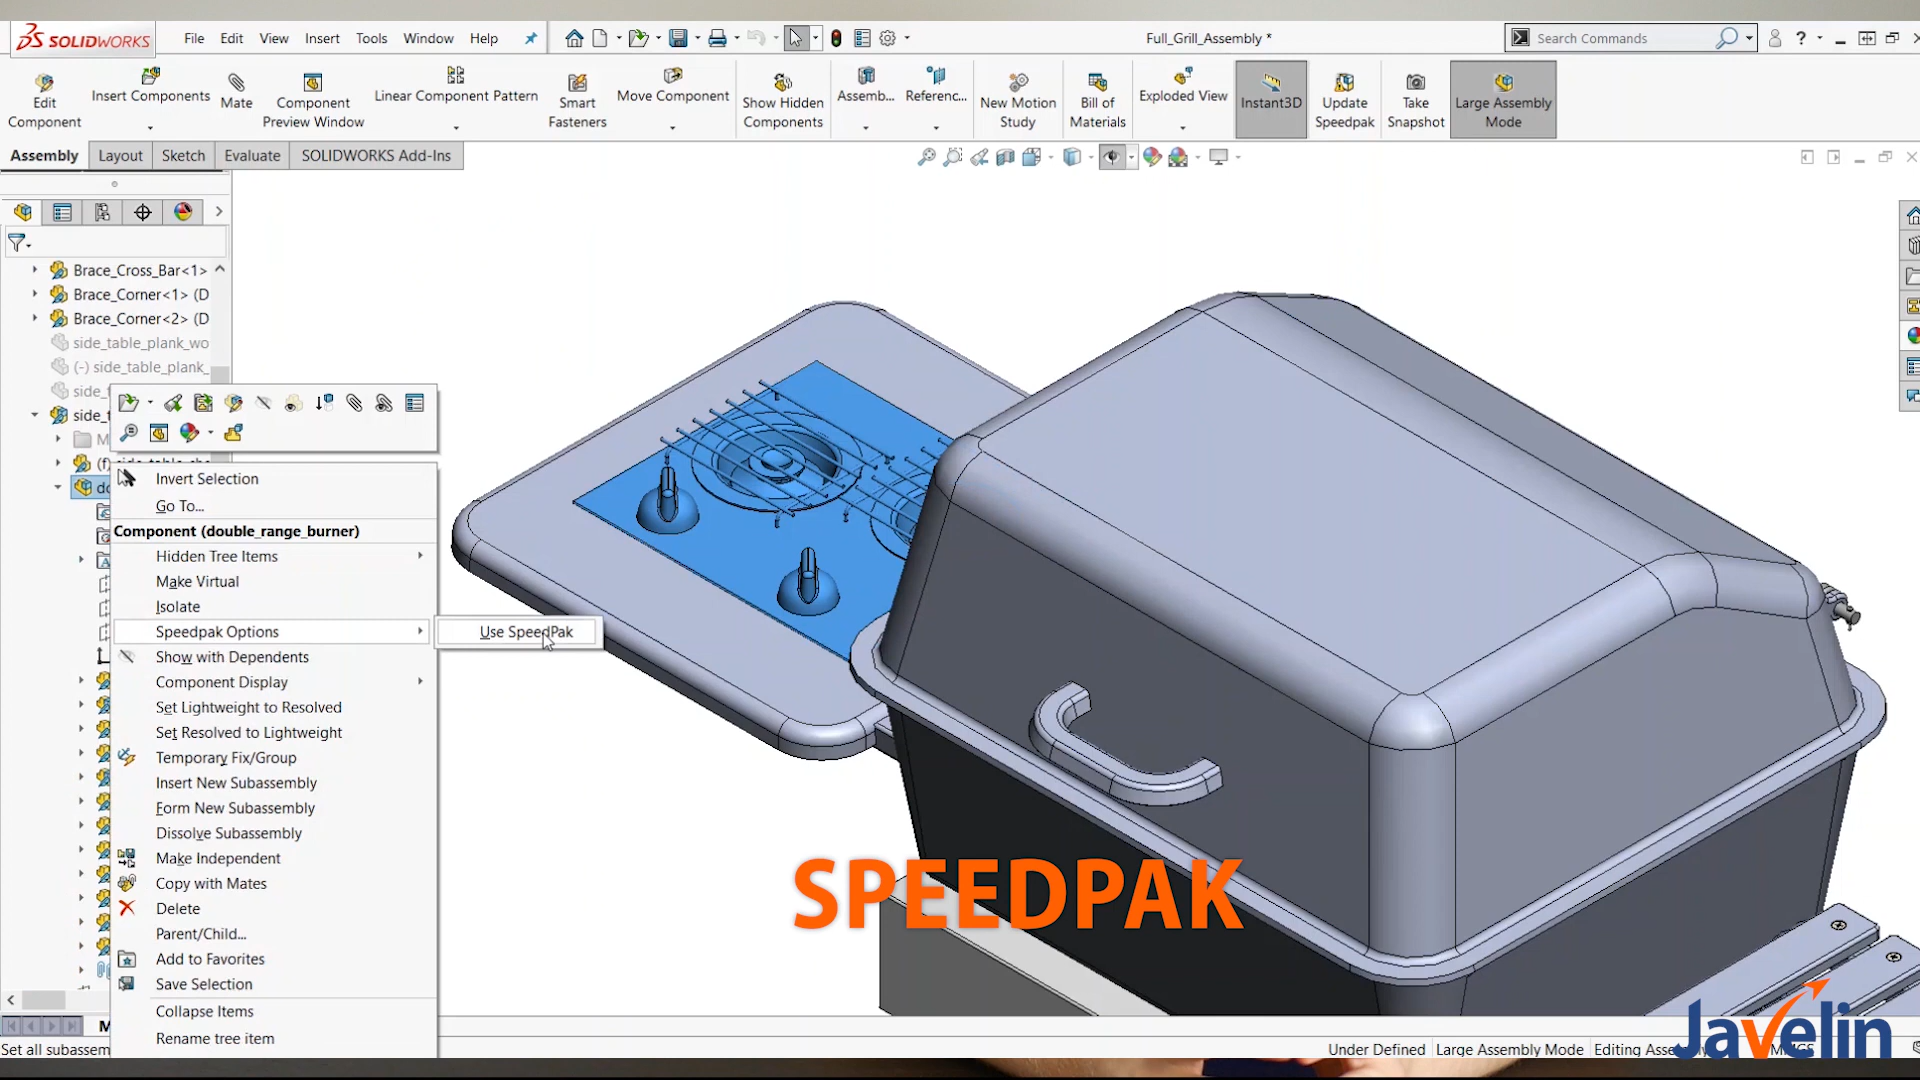 SOLIDWORKS
File Edit View Insert Tools Window Help
Full_Grill_Assembly *
Search Commands
?
Edit Component
Insert Components
Mate
Component Preview Window
Linear Component Pattern
Smart Fasteners
Move Component
Show Hidden Components
Assemb...
Referenc...
New Motion Study
Bill of Materials
Exploded View
Instant3D
Update Speedpak
Take Snapshot
Large Assembly Mode
Assembly Layout Sketch Evaluate SOLIDWORKS Add-Ins
Brace_Cross_Bar<1>
Brace_Corner<1> (D
Brace_Corner<2> (D
side_table_plank_wo
(-) side_table_plank_
Invert Selection
Go To...
Component (double_range_burner)
Hidden Tree Items
Make Virtual
Isolate
Speedpak Options
Use SpeedPak
Show with Dependents
Component Display
Set Lightweight to Resolved
Set Resolved to Lightweight
Temporary Fix/Group
Insert New Subassembly
Form New Subassembly
Dissolve Subassembly
Make Independent
Copy with Mates
Delete
Parent/Child...
Add to Favorites
Save Selection
Collapse Items
Rename tree item
SPEEDPAK
Javelin
Set all subassem
Under Defined Large Assembly Mode Editing Assembly MMGS